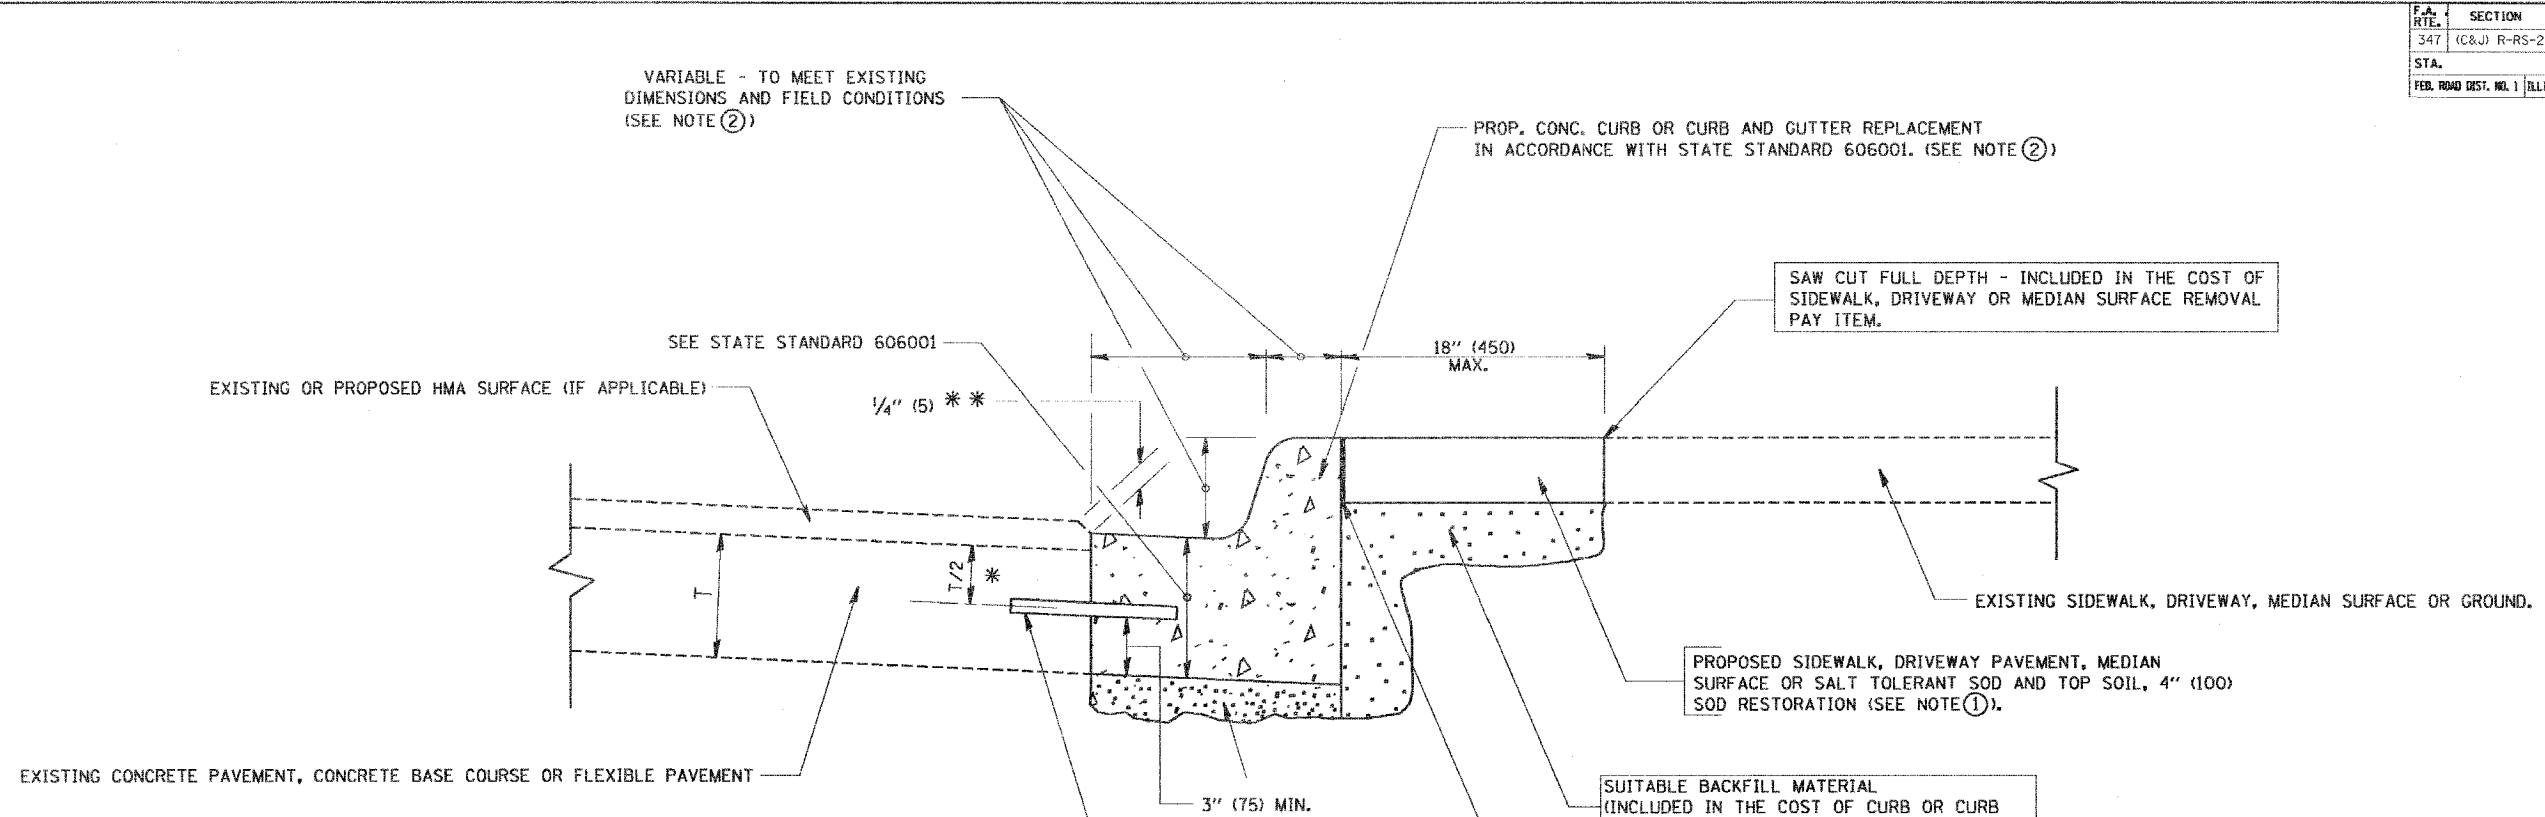 F.A. RTE. SECTION
347 (C&J) R-RS-2
STA.
FED. ROAD DIST. NO. 1
VARIABLE - TO MEET EXISTING
DIMENSIONS AND FIELD CONDITIONS
(SEE NOTE ②)
PROP. CONC. CURB OR CURB AND GUTTER REPLACEMENT
IN ACCORDANCE WITH STATE STANDARD 606001. (SEE NOTE ②)
SAW CUT FULL DEPTH - INCLUDED IN THE COST OF
SIDEWALK, DRIVEWAY OR MEDIAN SURFACE REMOVAL
PAY ITEM.
SEE STATE STANDARD 606001
18" (450)
MAX.
EXISTING OR PROPOSED HMA SURFACE (IF APPLICABLE)
1/4" (5) * *
T
T/2 *
EXISTING SIDEWALK, DRIVEWAY, MEDIAN SURFACE OR GROUND.
PROPOSED SIDEWALK, DRIVEWAY PAVEMENT, MEDIAN
SURFACE OR SALT TOLERANT SOD AND TOP SOIL, 4" (100)
SOD RESTORATION (SEE NOTE ①).
EXISTING CONCRETE PAVEMENT, CONCRETE BASE COURSE OR FLEXIBLE PAVEMENT
3" (75) MIN.
SUITABLE BACKFILL MATERIAL
(INCLUDED IN THE COST OF CURB OR CURB